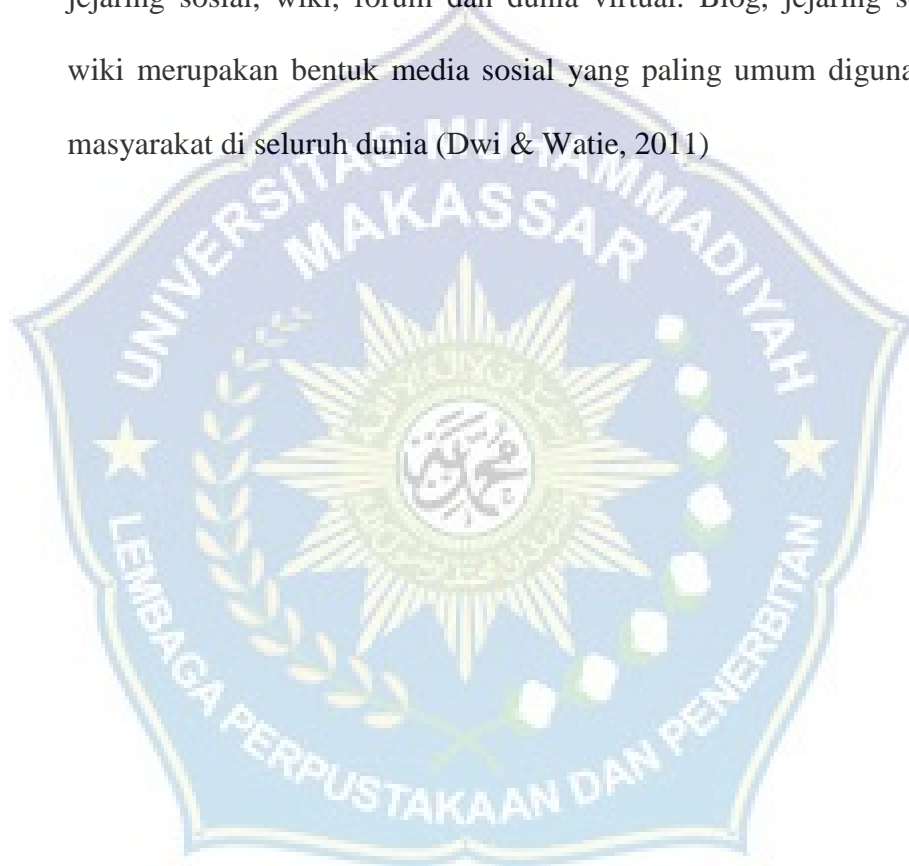 jejaring sosial, wiki, forum dan dunia virtual. Blog, jejaring
wiki merupakan bentuk media sosial yang paling umum
masyarakat di seluruh dunia (Dwi & Watie, 2011)
UNIVERSITAS MUHAMMADIYAH
MAKASSAR
LEMBAGA PERPUSTAKAAN DAN PENERBITAN